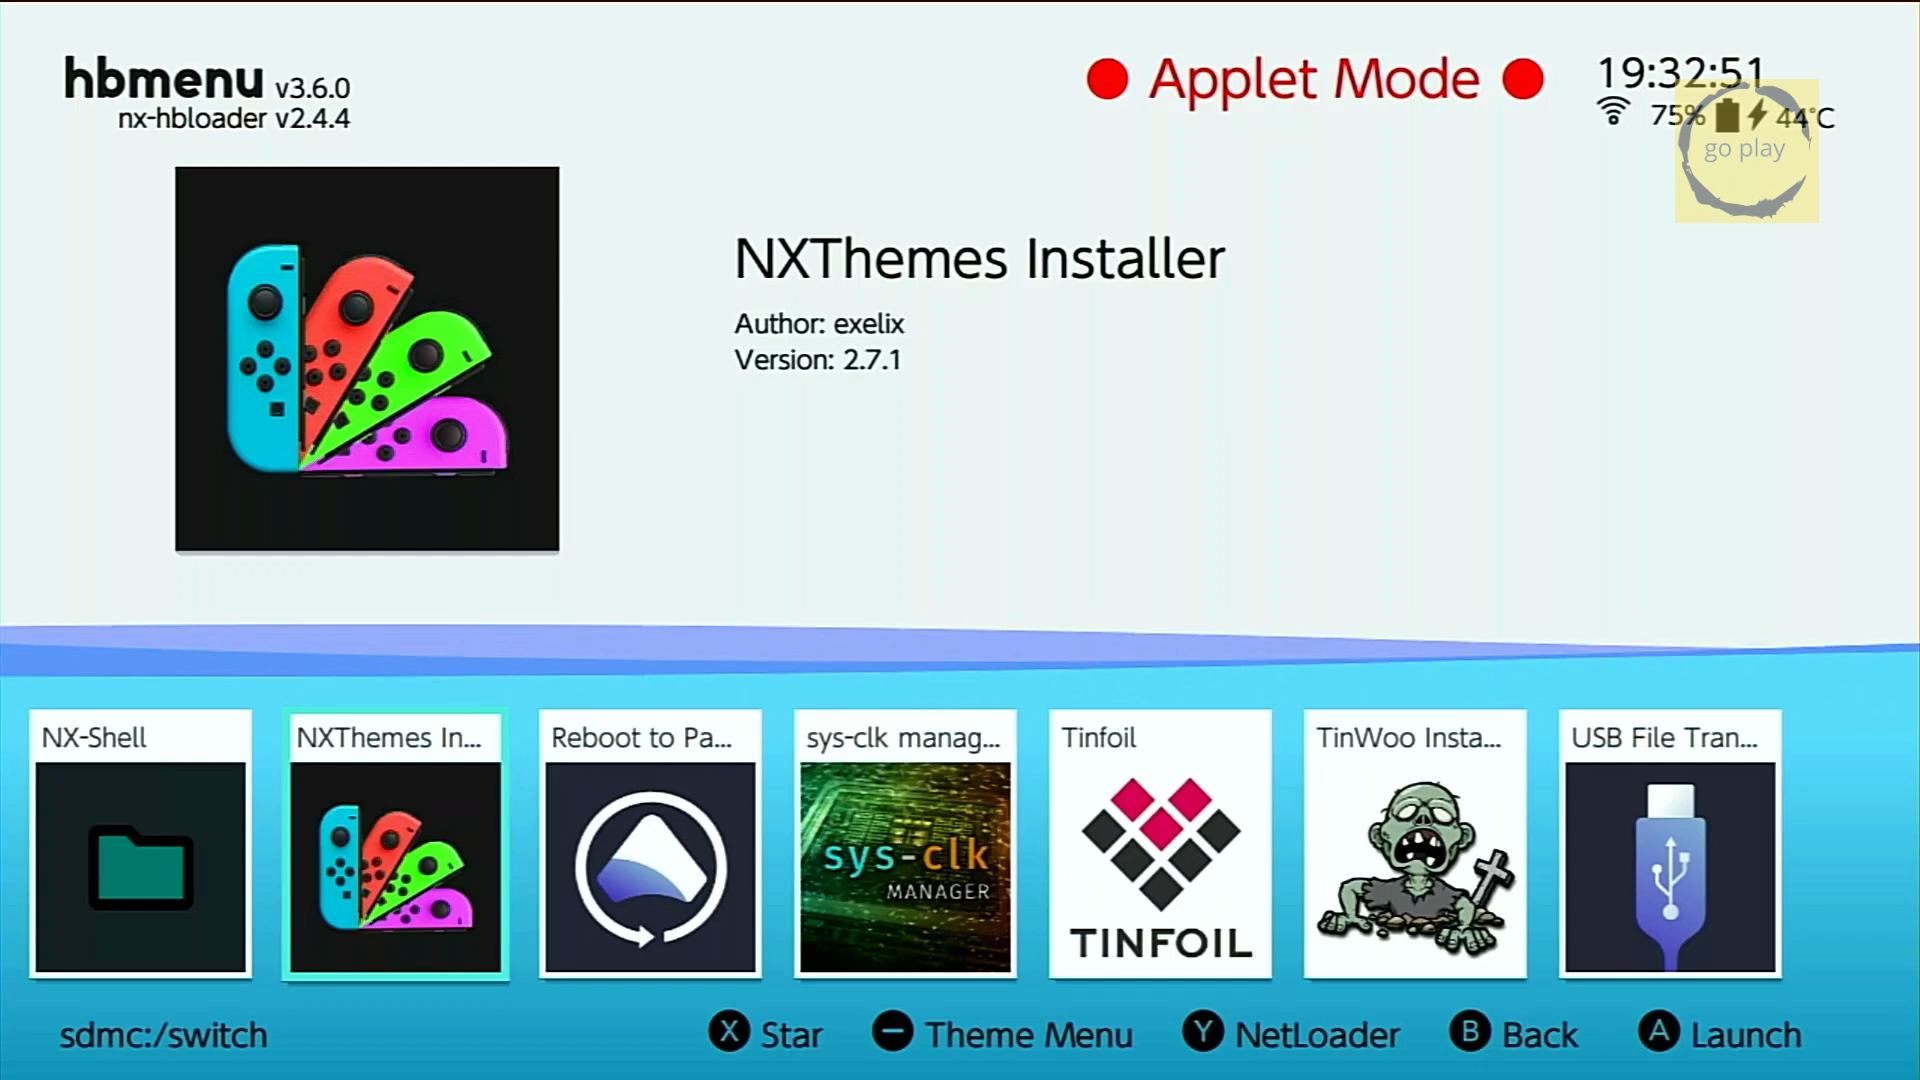 hbmenu v3.6.0
nx-hbloader v2.4.4
Applet Mode
19:32:51
75% 44°C
go play
NXThemes Installer
Author: exelix
Version: 2.7.1
NX-Shell
NXThemes In...
Reboot to Pa...
sys-clk manag...
Tinfoil
TinWoo Insta...
USB File Tran...
sys-clk
MANAGER
TINFOIL
sdmc:/switch
X Star
Theme Menu
Y NetLoader
B Back
A Launch